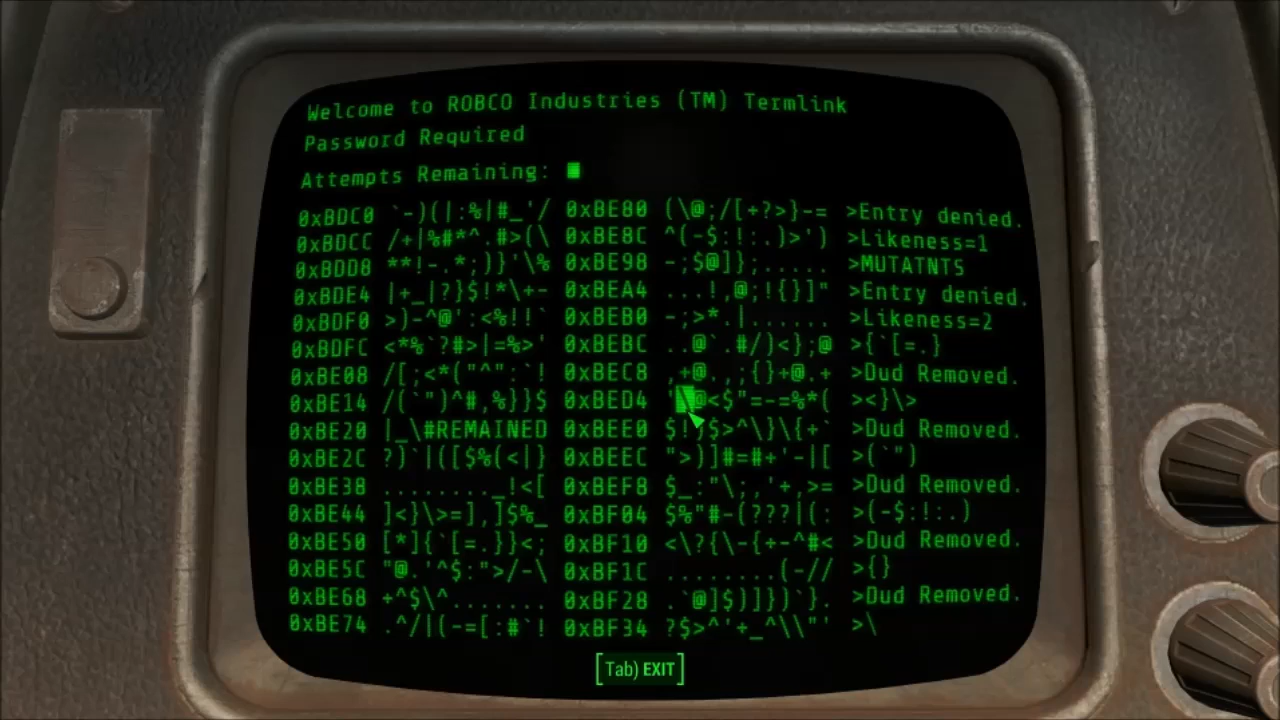 Welcome to ROBCO Industries (TM) Termlink
Password Required
Attempts Remaining: ■
0xBDC0 `-)(|:%|#_'/ 0xBE80 (\@;/[+?>}-= >Entry denied.
0xBDCC /+|%#*^.#>(\ 0xBE8C ^(-$:!:.)>') >Likeness=1
0xBDD8 **!-.*;)}'\% 0xBE98 -;$@]};..... >MUTATNTS
0xBDE4 |+_|?}$!*\+- 0xBEA4 ...!,@;!{}]" >Entry denied.
0xBDF0 >)-^@':<%!!` 0xBEB0 -;>*.|...... >Likeness=2
0xBDFC <*%`?#>|=%>' 0xBEBC ..@`.#/)<};@ >{`[=.}
0xBE08 /[;<*("^":`! 0xBEC8 ,+@.,;{}+@.+ >Dud Removed.
0xBE14 /(`")^#,%}}$ 0xBED4 '\@<$"=-=%*( ><}\>
0xBE20 |_\#REMAINED 0xBEE0 $!)$>^\}\{+` >Dud Removed.
0xBE2C ?)`|([$%(<|} 0xBEEC ">)]#=#+'-|[ >(`")
0xBE38 ........_!<[ 0xBEF8 $_:"\;,'+,>= >Dud Removed.
0xBE44 ]<}\>=],]$%_ 0xBF04 $%"#-(???|(: >(-$:!:.)
0xBE50 [*]{`[=.}}<; 0xBF10 <\?{\-{+-^#< >Dud Removed.
0xBE5C "@.'^$:">/-\ 0xBF1C ........(-// >{}
0xBE68 +^$\^....... 0xBF28 .`@]$)]})`}. >Dud Removed.
0xBE74 .^/|(-=[:#`! 0xBF34 ?$>^'+_^\\"' >\
[Tab) EXIT]